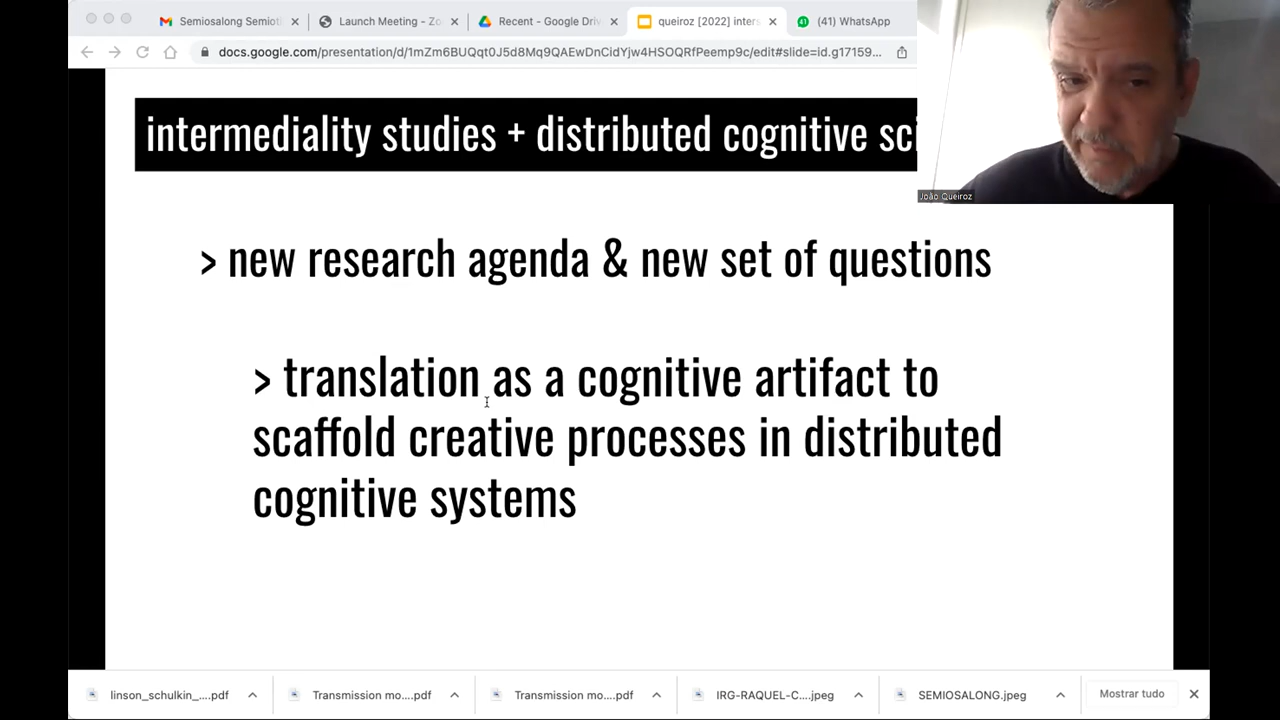 Semiosalong Semioti
Launch Meeting - Zo
Recent - Google Driv
queiroz [2022] inters
(41) WhatsApp
docs.google.com/presentation/d/1mZm6BUQqt0J5d8Mq9QAEwDnCidYjw4HSOQRfPeemp9c/edit#slide=id.g17159...
intermediality studies + distributed cognitive sci
João Queiroz
> new research agenda & new set of questions
> translation as a cognitive artifact to
scaffold creative processes in distributed
cognitive systems
linson_schulkin_....pdf
Transmission mo....pdf
Transmission mo....pdf
IRG-RAQUEL-C....jpeg
SEMIOSALONG.jpeg
Mostrar tudo